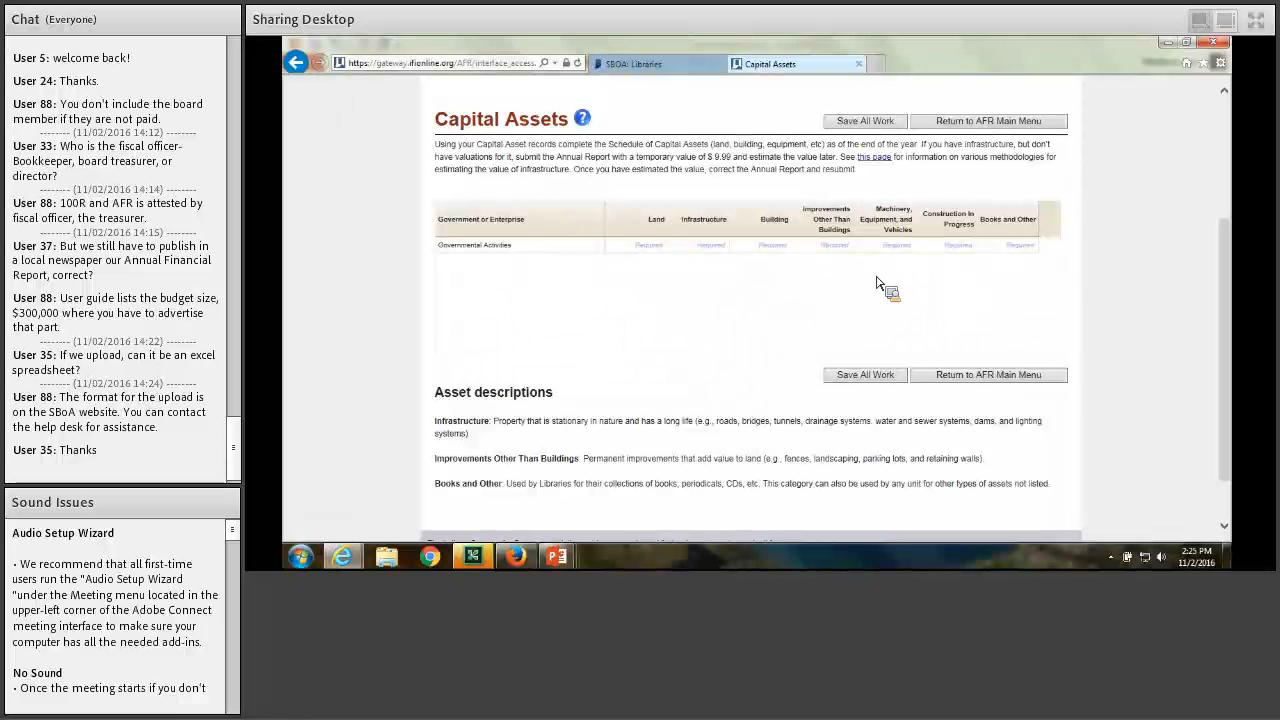 Chat (Everyone)
User 5: welcome back!
User 24: Thanks.
User 88: You don't include the board
member if they are not paid.
-------- (11/02/2016 14:12) --------
User 33: Who is the fiscal officer-
Bookkeeper, board treasurer, or
director?
-------- (11/02/2016 14:14) --------
User 88: 100R and AFR is attested by
fiscal officer, the treasurer.
-------- (11/02/2016 14:15) --------
User 37: But we still have to publish in
a local newpaper our Annual Financial
Report, correct?
User 88: User guide lists the budget size,
$300,000 where you have to advertise
that part.
-------- (11/02/2016 14:22) --------
User 35: If we upload, can it be an excel
spreadsheet?
-------- (11/02/2016 14:24) --------
User 88: The format for the upload is
on the SBoA website. You can contact
the help desk for assistance.
User 35: Thanks
Sound Issues
Audio Setup Wizard
• We recommend that all first-time
users run the "Audio Setup Wizard
"under the Meeting menu located in the
upper-left corner of the Adobe Connect
meeting interface to make sure your
computer has all the needed add-ins.
No Sound
• Once the meeting starts if you don't
Sharing Desktop
https://gateway.ifionline.org/AFR/interface_access.
SBOA: Libraries
Capital Assets
Capital Assets ?
Save All Work
Return to AFR Main Menu
Using your Capital Asset records complete the Schedule of Capital Assets (land, building, equipment, etc) as of the end of the year. If you have infrastructure, but don't
have valuations for it, submit the Annual Report with a temporary value of $ 9.99 and estimate the value later. See this page for information on various methodologies for
estimating the value of infrastructure. Once you have estimated the value, correct the Annual Report and resubmit
Government or Enterprise Land Infrastructure Building Improvements Other Than Buildings Machinery, Equipment, and Vehicles Construction In Progress Books and Other
Governmental Activities Required Required Required Required Required Required Required
Save All Work
Return to AFR Main Menu
Asset descriptions
Infrastructure: Property that is stationary in nature and has a long life (e.g., roads, bridges, tunnels, drainage systems. water and sewer systems, dams, and lighting
systems)
Improvements Other Than Buildings Permanent improvements that add value to land (e.g., fences, landscaping, parking lots, and retaining walls).
Books and Other: Used by Libraries for their collections of books, periodicals, CDs, etc. This category can also be used by any unit for other types of assets not listed.
2:25 PM
11/2/2016